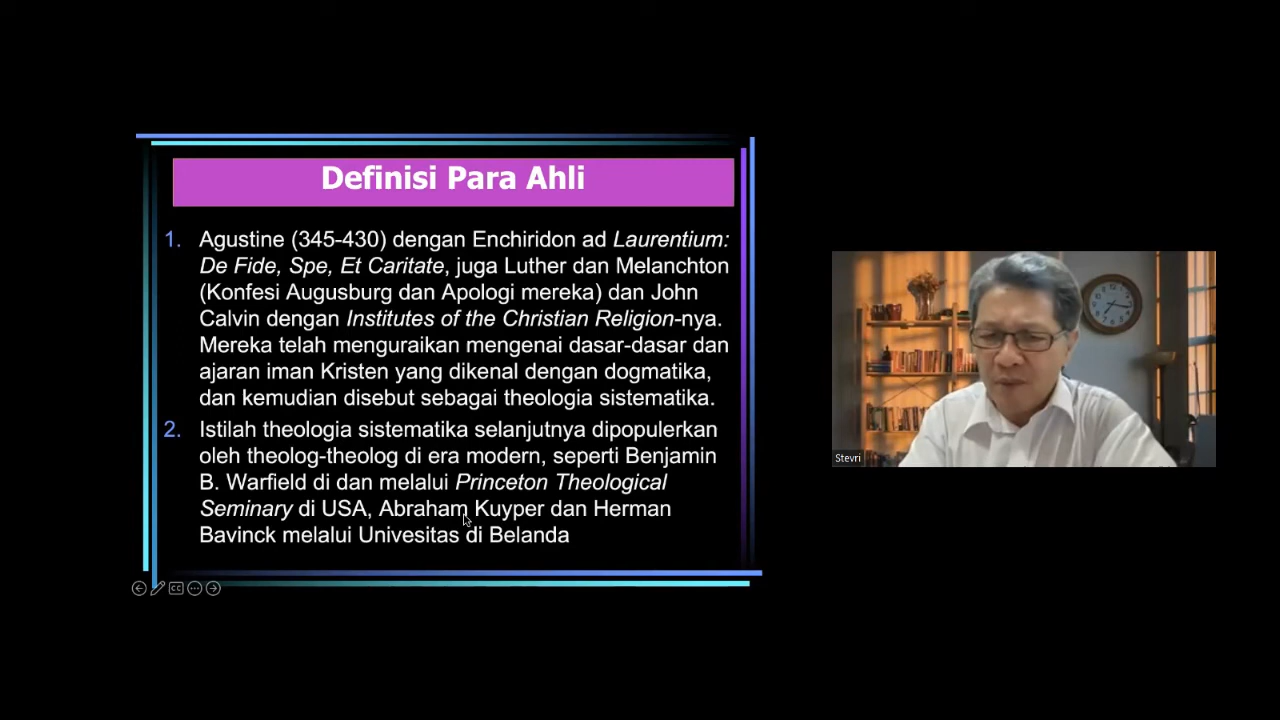 Definisi Para Ahli
1. Agustine (345-430) dengan Enchiridon ad Laurentium:
De Fide, Spe, Et Caritate, juga Luther dan Melanchton
(Konfesi Augusburg dan Apologi mereka) dan John
Calvin dengan Institutes of the Christian Religion-nya.
Mereka telah menguraikan mengenai dasar-dasar dan
ajaran iman Kristen yang dikenal dengan dogmatika,
dan kemudian disebut sebagai theologia sistematika.
2. Istilah theologia sistematika selanjutnya dipopulerkan
oleh theolog-theolog di era modern, seperti Benjamin
B. Warfield di dan melalui Princeton Theological
Seminary di USA, Abraham Kuyper dan Herman
Bavinck melalui Univesitas di Belanda
CC
Stevri